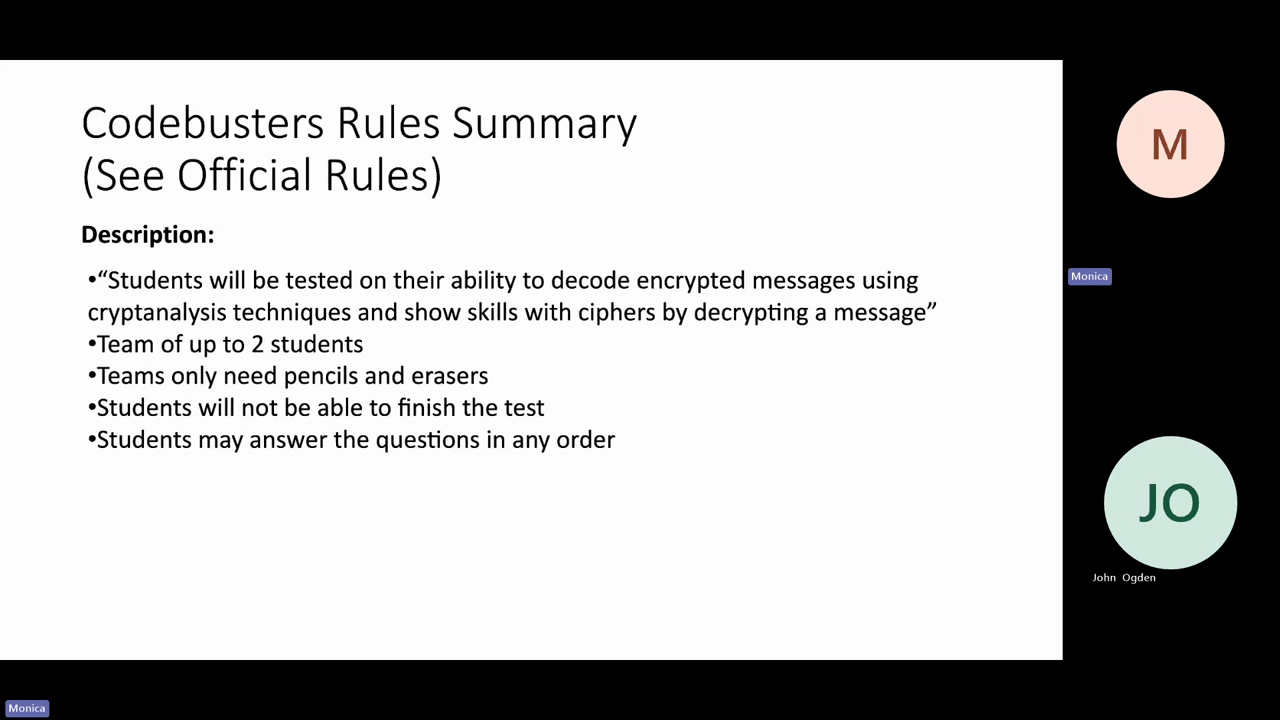 Codebusters Rules Summary
(See Official Rules)
Description:
•“Students will be tested on their ability to decode encrypted messages using
cryptanalysis techniques and show skills with ciphers by decrypting a message”
•Team of up to 2 students
•Teams only need pencils and erasers
•Students will not be able to finish the test
•Students may answer the questions in any order
M
Monica
JO
John Ogden
Monica